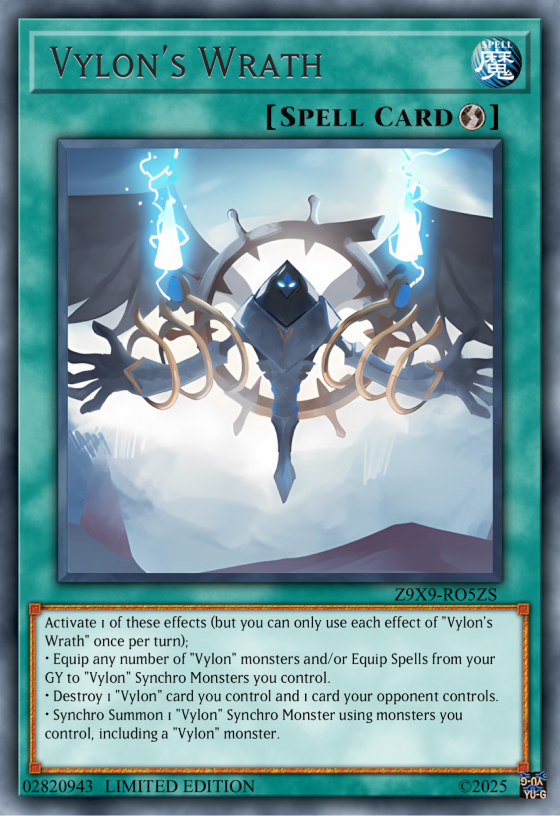 Vylon's Wrath
SPELL
魔
[Spell Card]
Z9X9-RO5ZS
Activate 1 of these effects (but you can only use each effect of "Vylon's
Wrath" once per turn);
• Equip any number of "Vylon" monsters and/or Equip Spells from your
GY to "Vylon" Synchro Monsters you control.
• Destroy 1 "Vylon" card you control and 1 card your opponent controls.
• Synchro Summon 1 "Vylon" Synchro Monster using monsters you
control, including a "Vylon" monster.
02820943 LIMITED EDITION
©2025
YU-G
YU-G